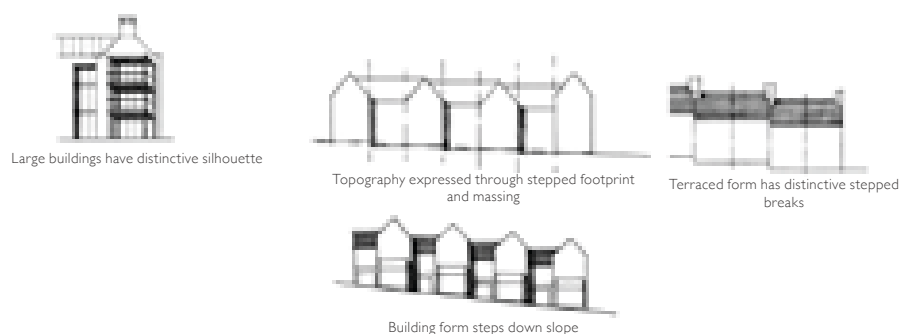 Large buildings have distinctive silhouette
Topography expressed through stepped footprint
and massing
Terraced form has distinctive stepped
breaks
Building form steps down slope